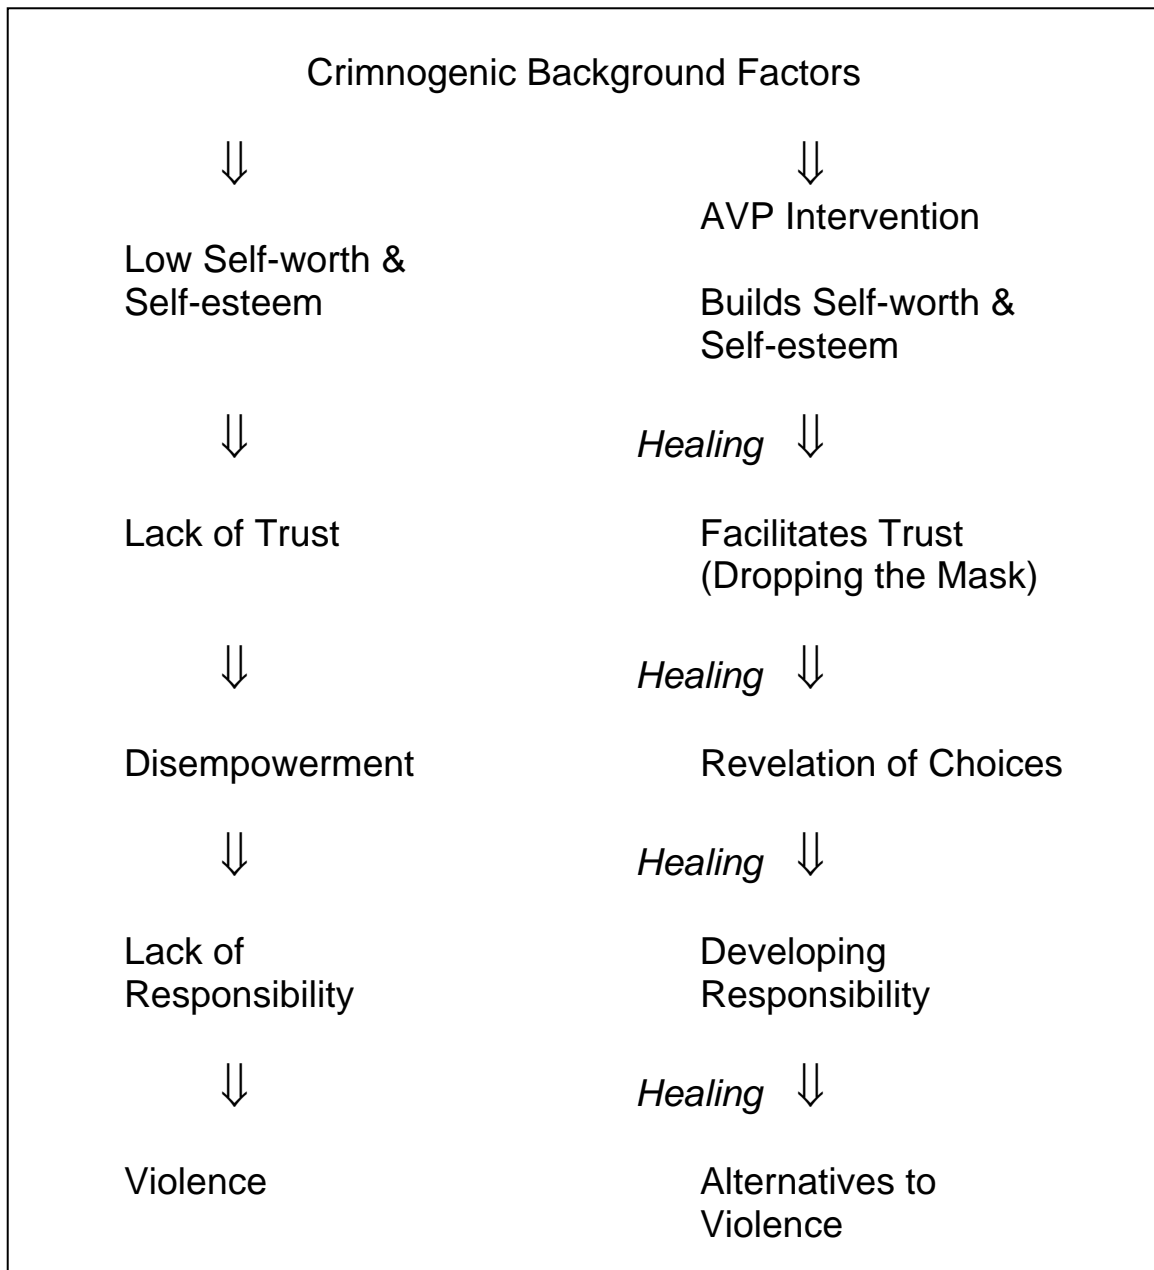 Crimnogenic Background Factors
⇓ ⇓
AVP Intervention
Low Self-worth &
Self-esteem
Builds Self-worth &
Self-esteem
⇓ Healing ⇓
Lack of Trust
Facilitates Trust
(Dropping the Mask)
⇓ Healing ⇓
Disempowerment
Revelation of Choices
⇓ Healing ⇓
Lack of
Responsibility
Developing
Responsibility
⇓ Healing ⇓
Violence
Alternatives to
Violence